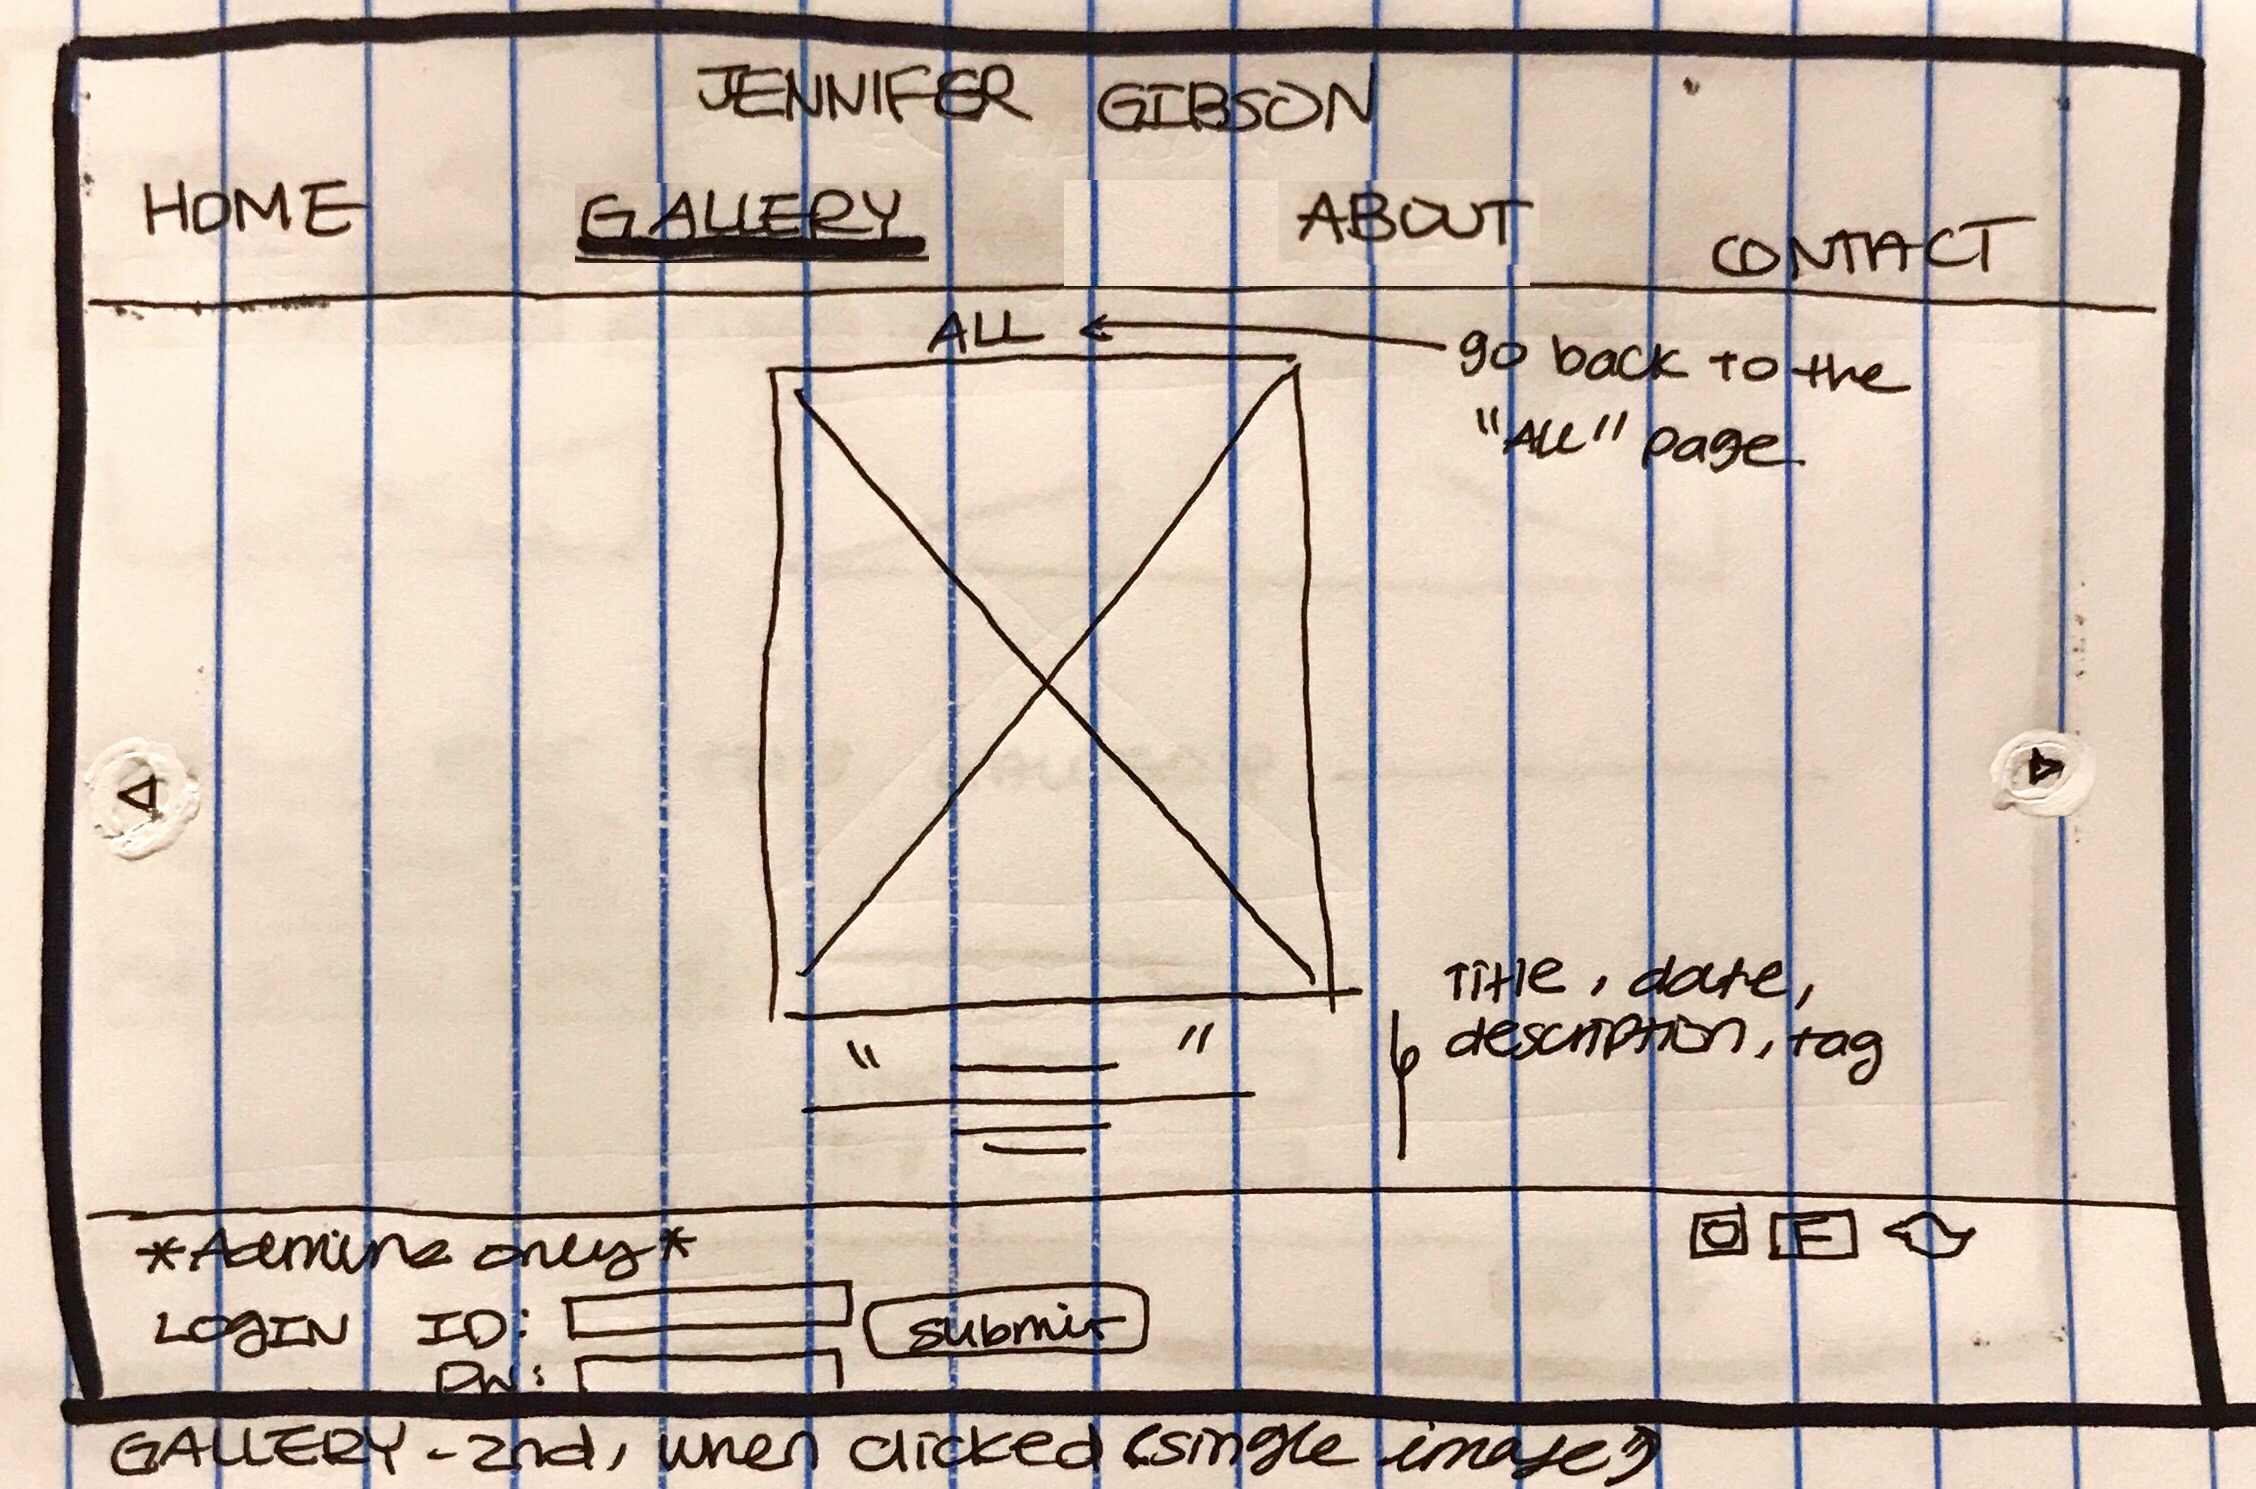 JENNIFER GIBSON
HOME GALLERY ABOUT CONTACT
ALL
go back to the
"ALL" page.
Title, date,
description, tag
" "
*Admins only*
F
LOGIN ID: submit
PW:
GALLERY - 2nd, when clicked (single image)